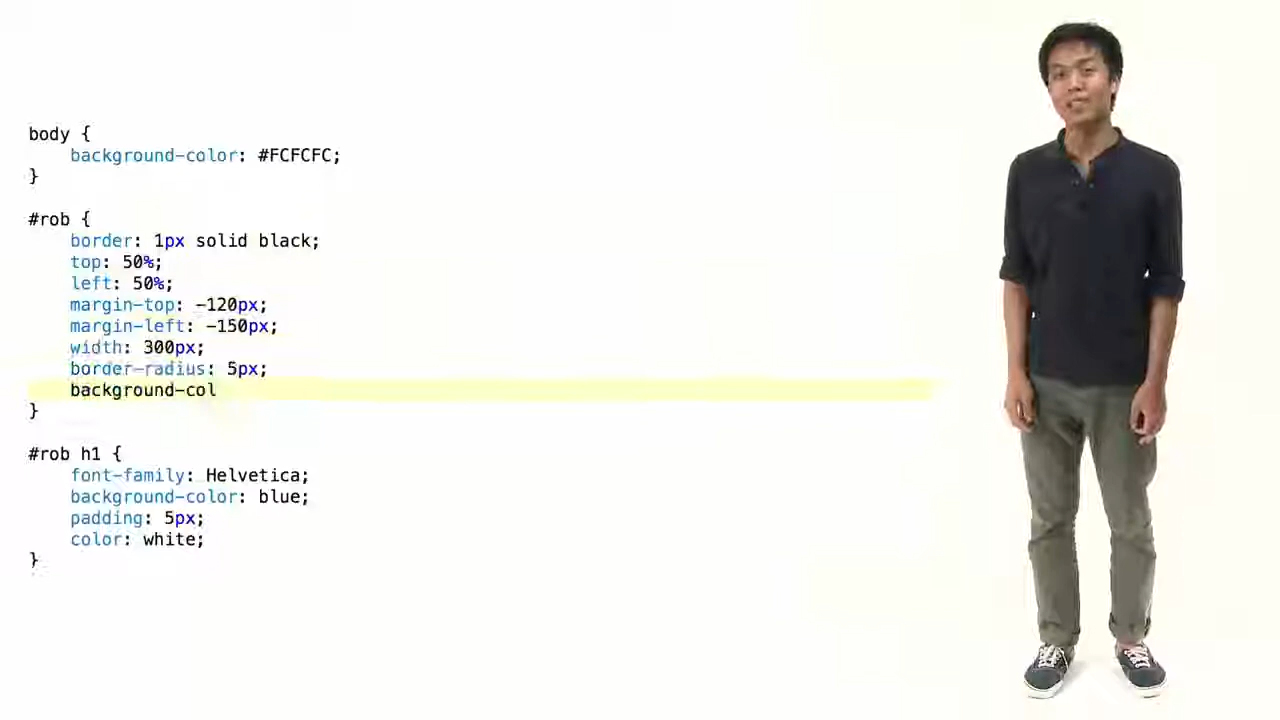 body {
background-color: #FCFCFC;
}
#rob {
border: 1px solid black;
top: 50%;
left: 50%;
margin-top: -120px;
margin-left: -150px;
width: 300px;
border-radius: 5px;
background-col
}
#rob h1 {
font-family: Helvetica;
background-color: blue;
padding: 5px;
color: white;
}